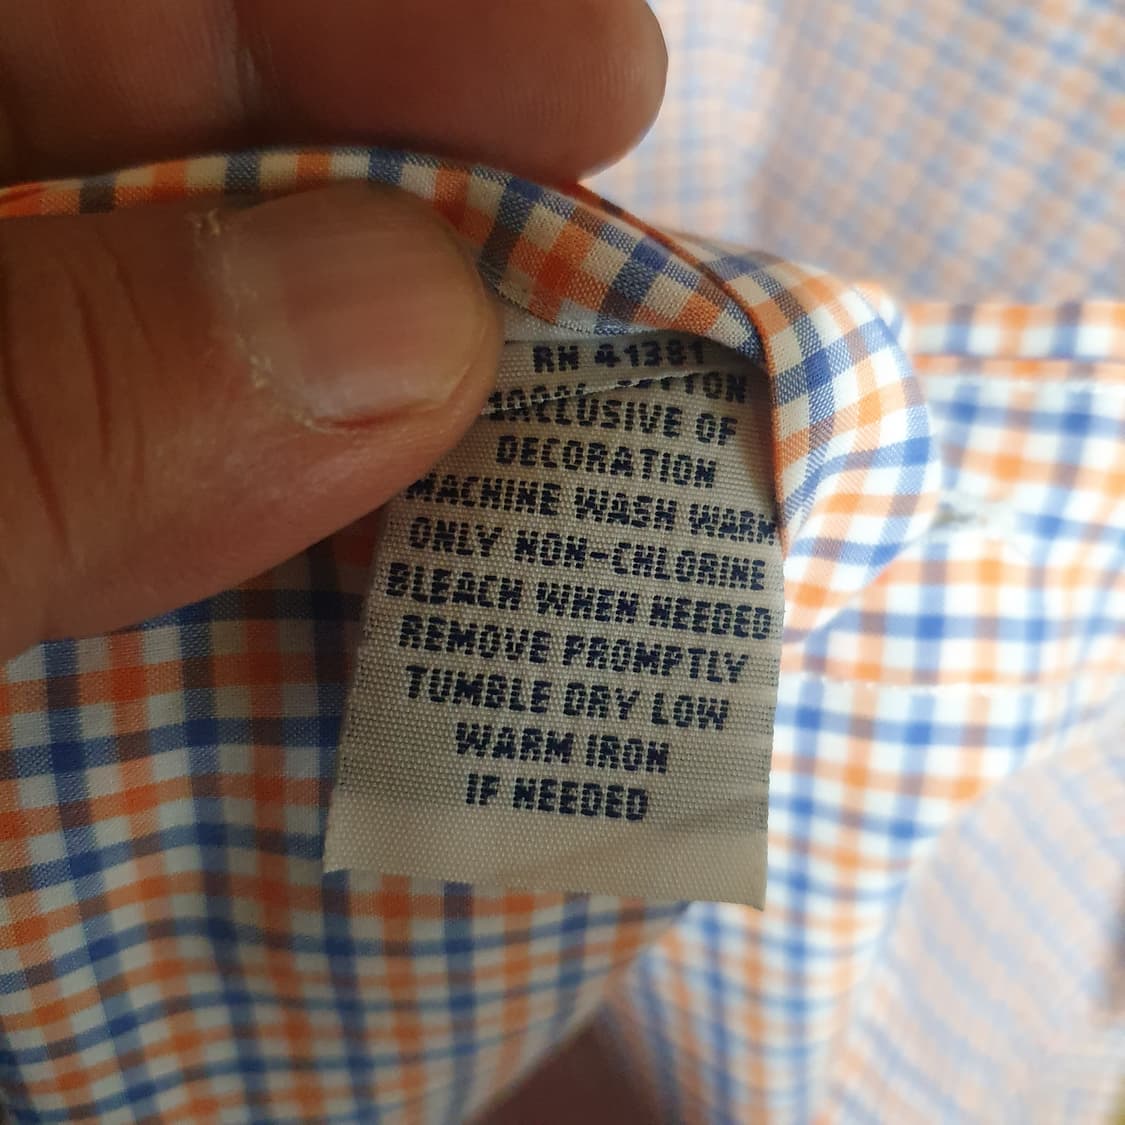 RN 41381
EXCLUSIVE OF
DECORATION
MACHINE WASH WARM
ONLY NON-CHLORINE
BLEACH WHEN NEEDED
REMOVE PROMPTLY
TUMBLE DRY LOW
WARM IRON
IF NEEDED